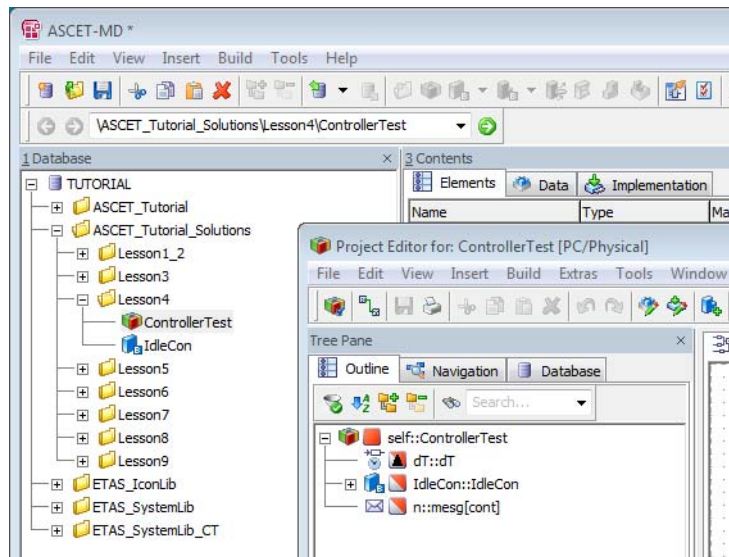 ASCET-MD *
File Edit View Insert Build Tools Help
\ASCET_Tutorial_Solutions\Lesson4\ControllerTest
1 Database
3 Contents
TUTORIAL
ASCET_Tutorial
ASCET_Tutorial_Solutions
Lesson1_2
Lesson3
Lesson4
ControllerTest
IdleCon
Lesson5
Lesson6
Lesson7
Lesson8
Lesson9
ETAS_IconLib
ETAS_SystemLib
ETAS_SystemLib_CT
Elements Data Implementation
Name Type Ma
Project Editor for: ControllerTest [PC/Physical]
File Edit View Insert Build Extras Tools Window
Tree Pane
Outline Navigation Database
Search...
self::ControllerTest
dT::dT
IdleCon::IdleCon
n::mesg[cont]